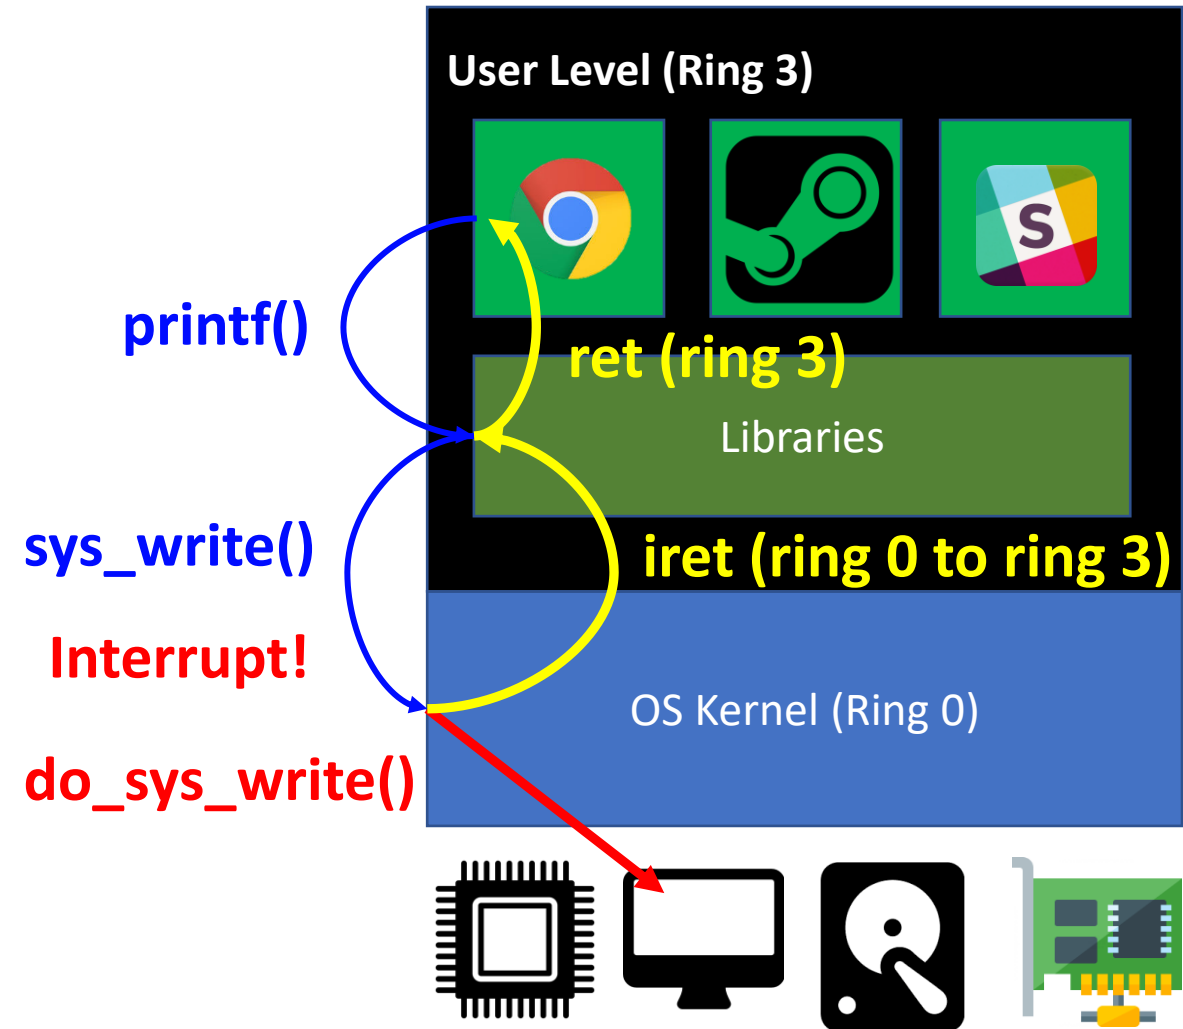 User Level (Ring 3)
S
printf()
ret (ring 3)
Libraries
sys_write()
iret (ring 0 to ring 3)
Interrupt!
OS Kernel (Ring 0)
do_sys_write()